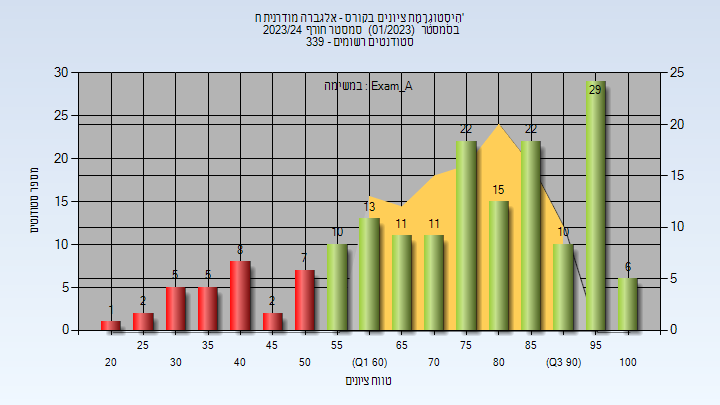 היסטוגרמת ציונים בקורס - אלגברה מודרנית ח'
בסמסטר (01/2023) סמסטר חורף 2023/24
סטודנטים רשומים - 339
במשימה : Exam_A
מספר סטודנטים
30 25 20 15 10 5 0
25 20 15 10 5 0
1 2 5 5 8 2 7 10 13 11 11 22 15 22 10 29 6
25 35 45 55 65 75 85 95
20 30 40 50 (Q1 60) 70 80 (Q3 90) 100
טווח ציונים